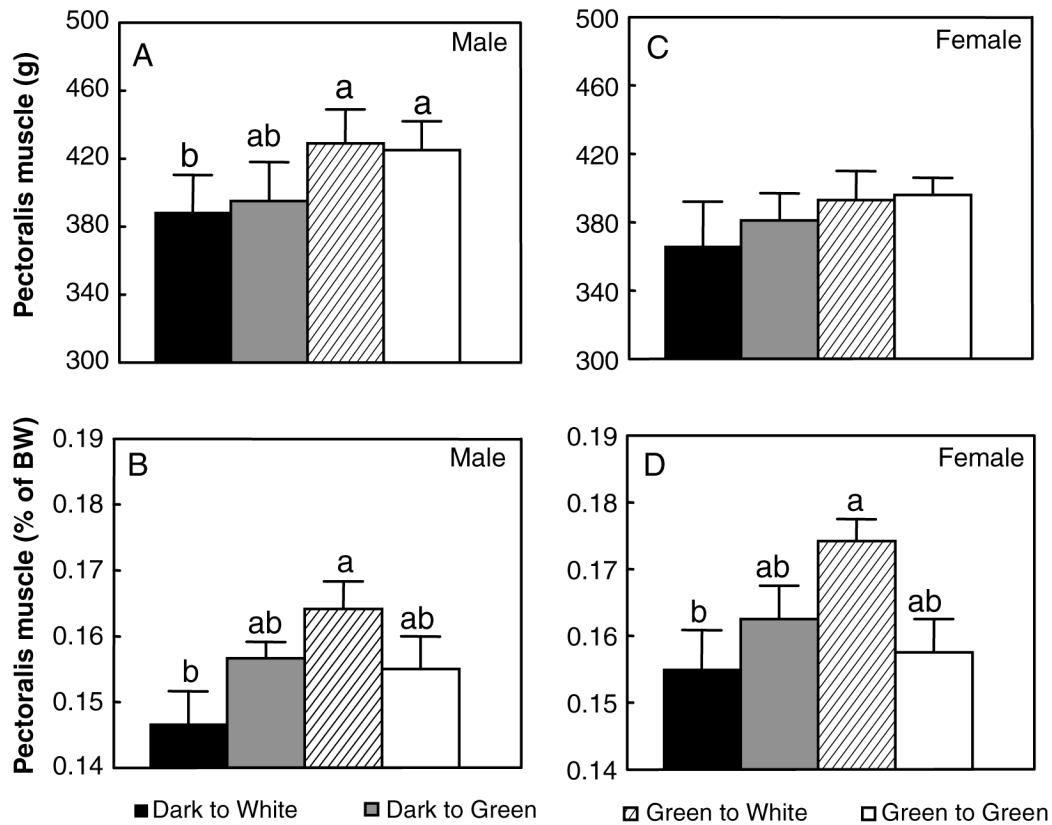 Pectoralis muscle (g)
500
460
420
380
340
300
A
Male
b
ab
a
a
500
460
420
380
340
300
C
Female
Pectoralis muscle (% of BW)
0.19
0.18
0.17
0.16
0.15
0.14
B
Male
b
ab
a
ab
0.19
0.18
0.17
0.16
0.15
0.14
D
Female
b
ab
a
ab
Dark to White Dark to Green Green to White Green to Green